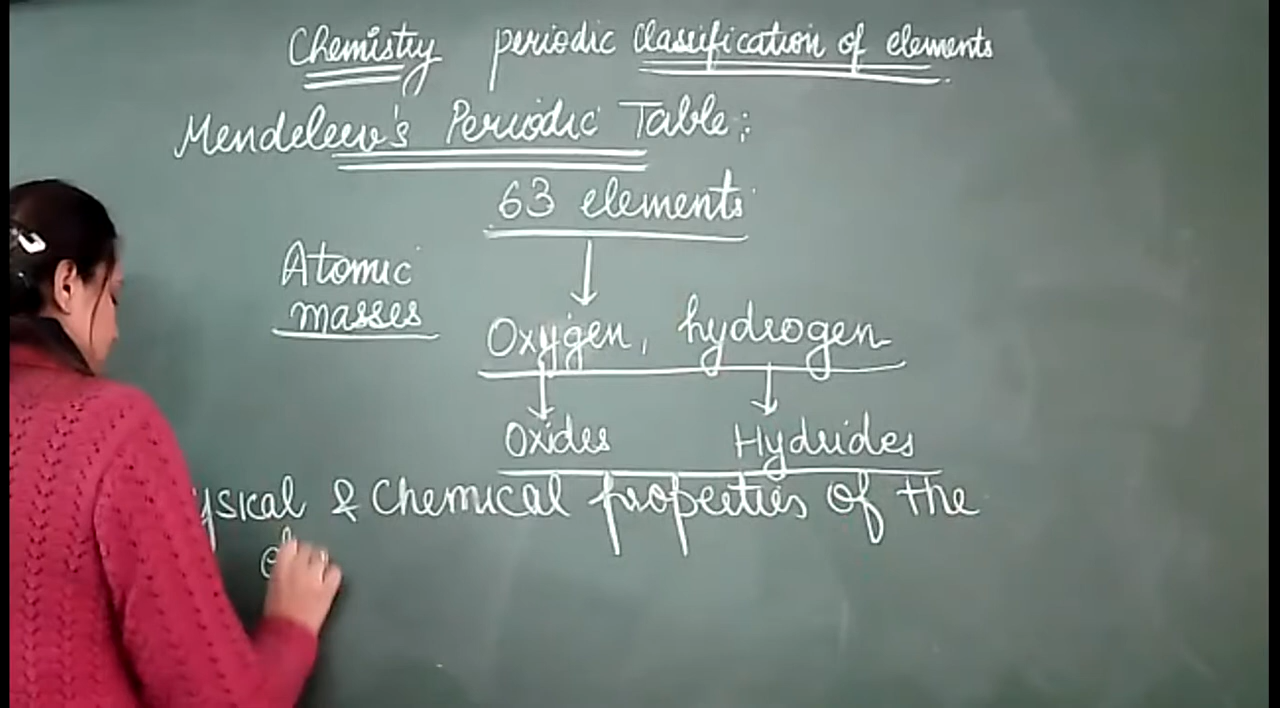 Chemistry periodic Classification of elements
Mendeleev's Periodic Table:
63 elements
Atomic
masses
Oxygen, hydrogen
Oxides Hydrides
ysical & Chemical properties of the
el